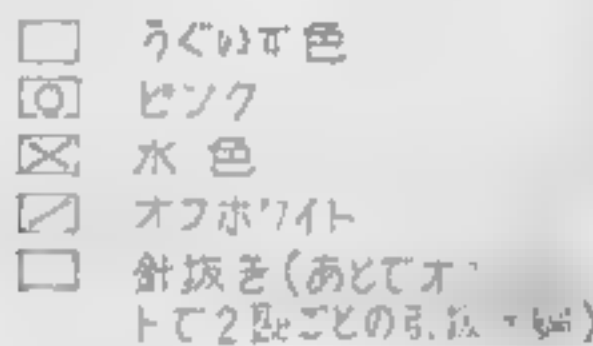 うぐいす色
ピンク
水色
オフホワイト
針抜き(あとでオ
トで2段ごとの引抜